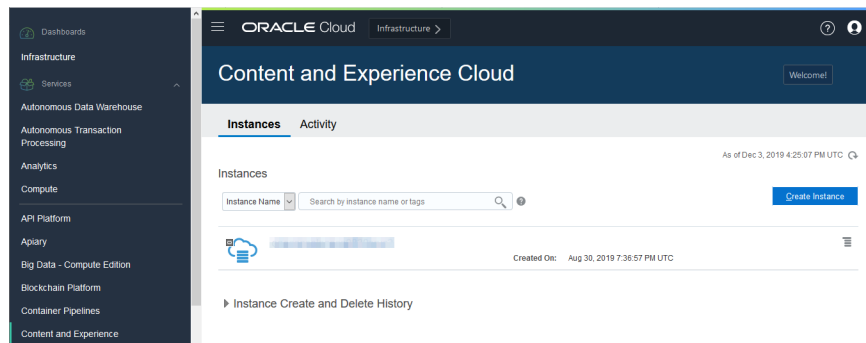 Dashboards
Infrastructure
Services
Autonomous Data Warehouse
Autonomous Transaction
Processing
Analytics
Compute
API Platform
Apiary
Big Data - Compute Edition
Blockchain Platform
Container Pipelines
Content and Experience
ORACLE Cloud Infrastructure >
Content and Experience Cloud
Welcome!
Instances Activity
As of Dec 3, 2019 4:25:07 PM UTC
Instances
Instance Name Search by instance name or tags
Create Instance
Created On: Aug 30, 2019 7:36:57 PM UTC
Instance Create and Delete History